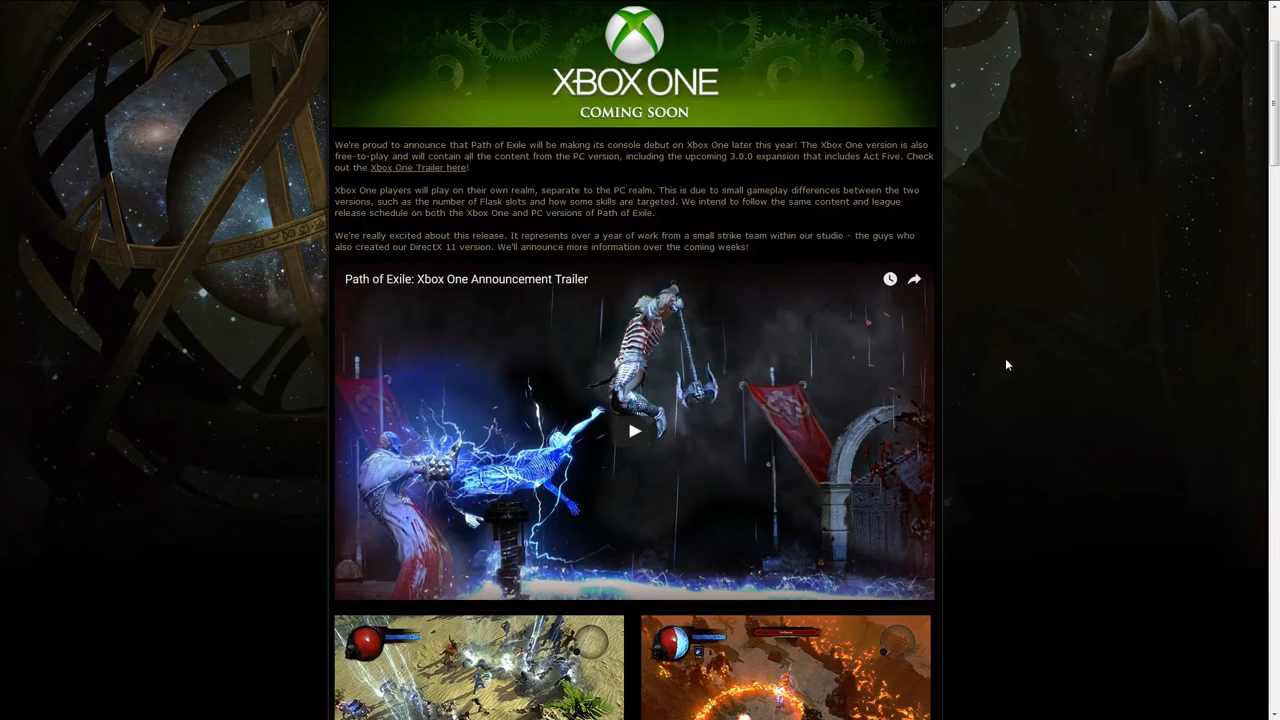 XBOX ONE
COMING SOON
We're proud to announce that Path of Exile will be making its console debut on Xbox One later this year! The Xbox One version is also
free-to-play and will contain all the content from the PC version, including the upcoming 3.0.0 expansion that includes Act Five. Check
out the Xbox One Trailer here!
Xbox One players will play on their own realm, separate to the PC realm. This is due to small gameplay differences between the two
versions, such as the number of Flask slots and how some skills are targeted. We intend to follow the same content and league
release schedule on both the Xbox One and PC versions of Path of Exile.
We're really excited about this release. It represents over a year of work from a small strike team within our studio - the guys who
also created our DirectX 11 version. We'll announce more information over the coming weeks!
Path of Exile: Xbox One Announcement Trailer